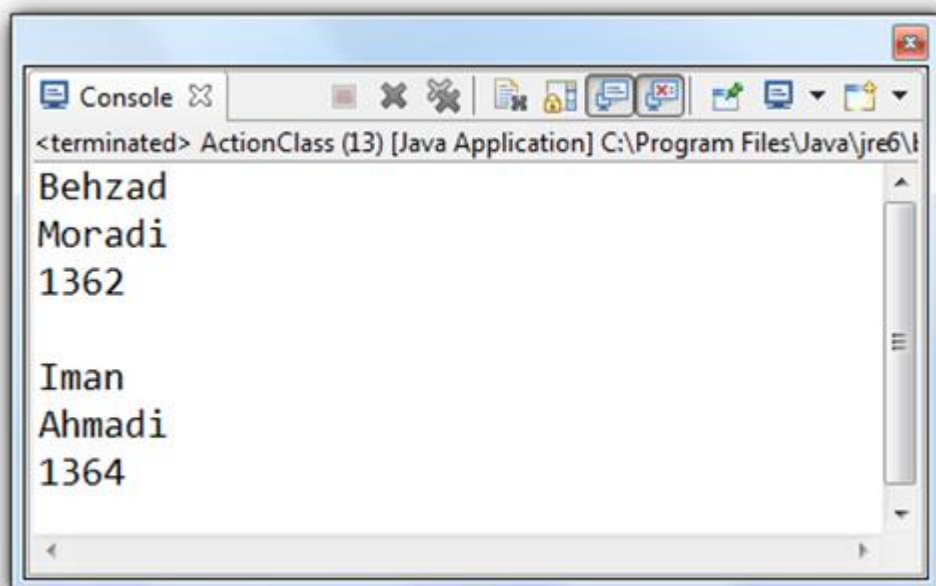 Console
<terminated> ActionClass (13) [Java Application] C:\Program Files\Java\jre6\
Behzad
Moradi
1362
Iman
Ahmadi
1364